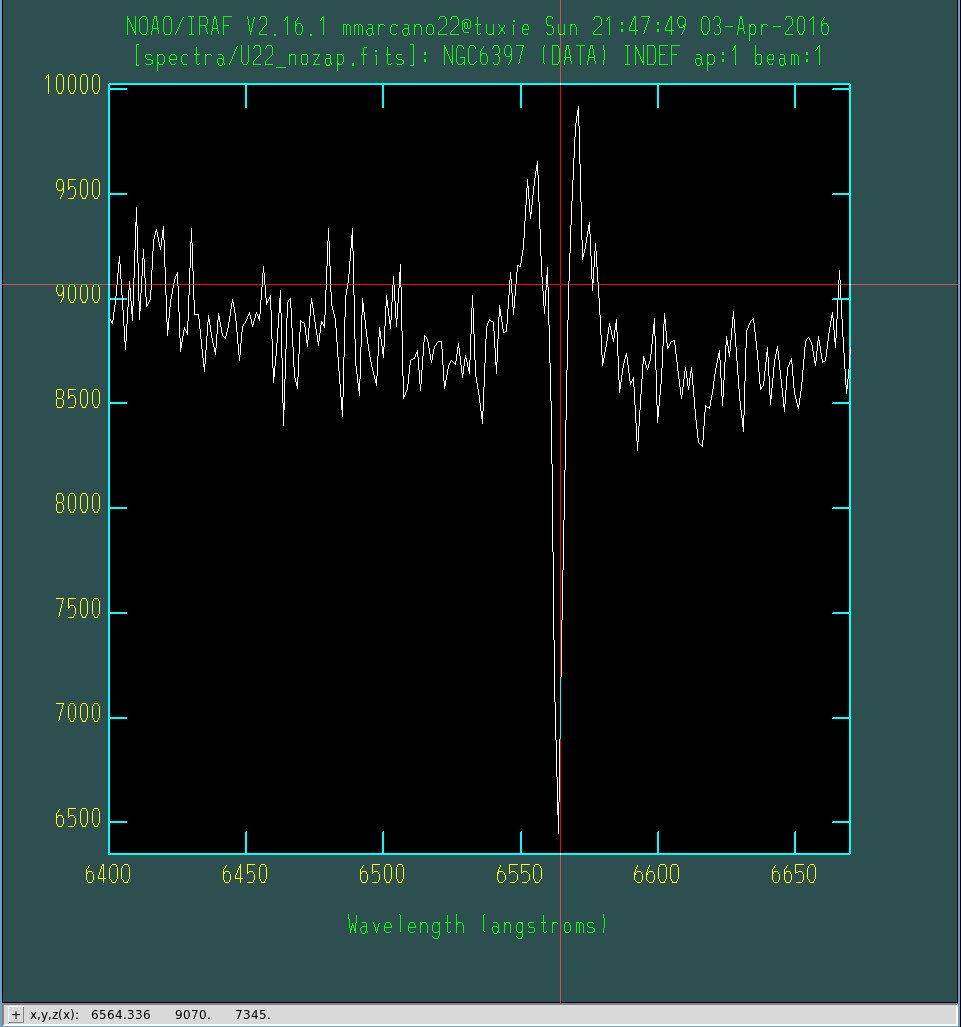 NOAO/IRAF V2.16.1 mmarcano22@tuxie Sun 21:47:49 03-Apr-2016
[spectra/U22_nozap.fits]: NGC6397 (DATA) INDEF ap:1 beam:1
10000
9500
9000
8500
8000
7500
7000
6500
6400 6450 6500 6550 6600 6650
Wavelength (angstroms)
+ x,y,z(x): 6564.336 9070. 7345.